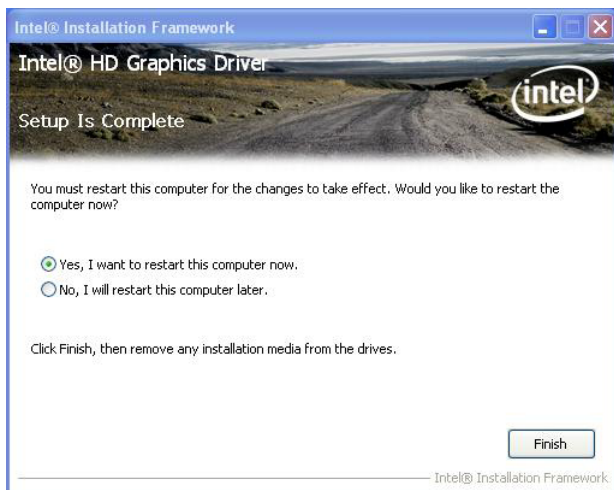 Intel® Installation Framework
Intel® HD Graphics Driver
intel
Setup Is Complete
You must restart this computer for the changes to take effect. Would you like to restart the
computer now?
Yes, I want to restart this computer now.
No, I will restart this computer later.
Click Finish, then remove any installation media from the drives.
Finish
Intel® Installation Framework